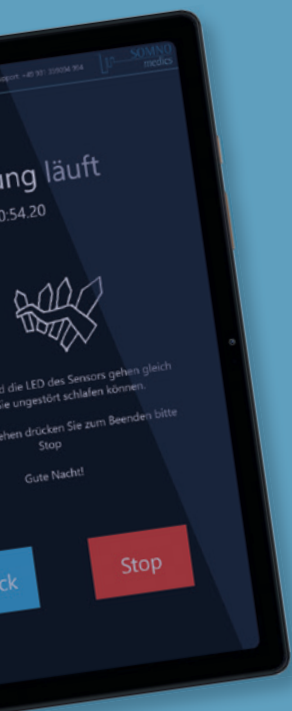 SOMNO
medics
ung läuft
0:54.20
d die LED des Sensors gehen gleich
Sie ungestört schlafen können.
ehen drücken Sie zum Beenden bitte
Stop
Gute Nacht!
ck
Stop